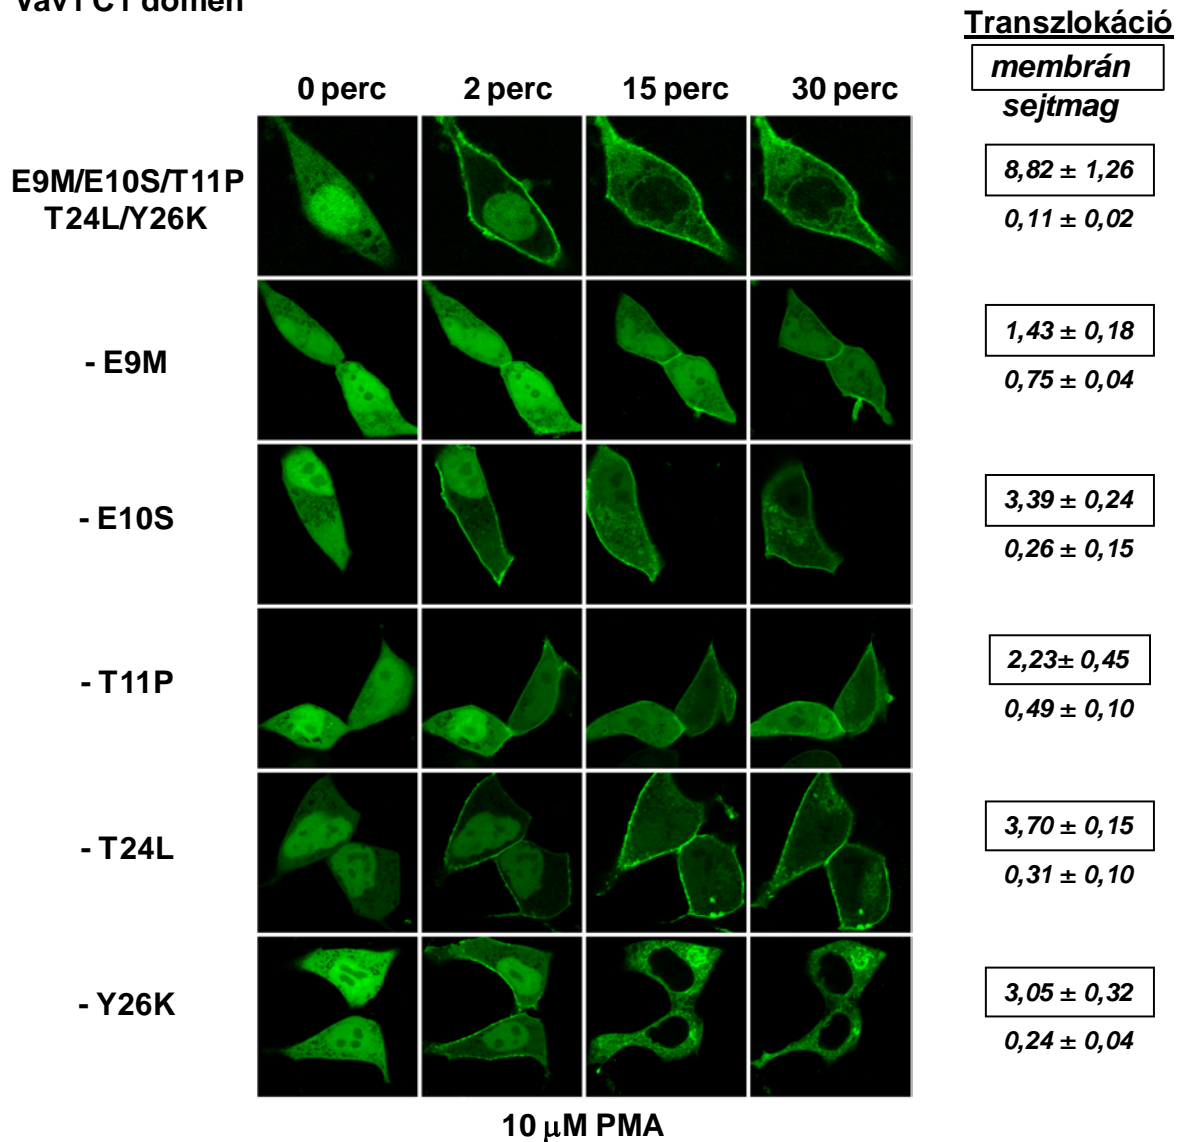 Vav1 C1 domén
Transzlokáció
membrán
sejtmag
0 perc 2 perc 15 perc 30 perc
E9M/E10S/T11P
T24L/Y26K
8,82 ± 1,26
0,11 ± 0,02
- E9M
1,43 ± 0,18
0,75 ± 0,04
- E10S
3,39 ± 0,24
0,26 ± 0,15
- T11P
2,23± 0,45
0,49 ± 0,10
- T24L
3,70 ± 0,15
0,31 ± 0,10
- Y26K
3,05 ± 0,32
0,24 ± 0,04
10 μM PMA